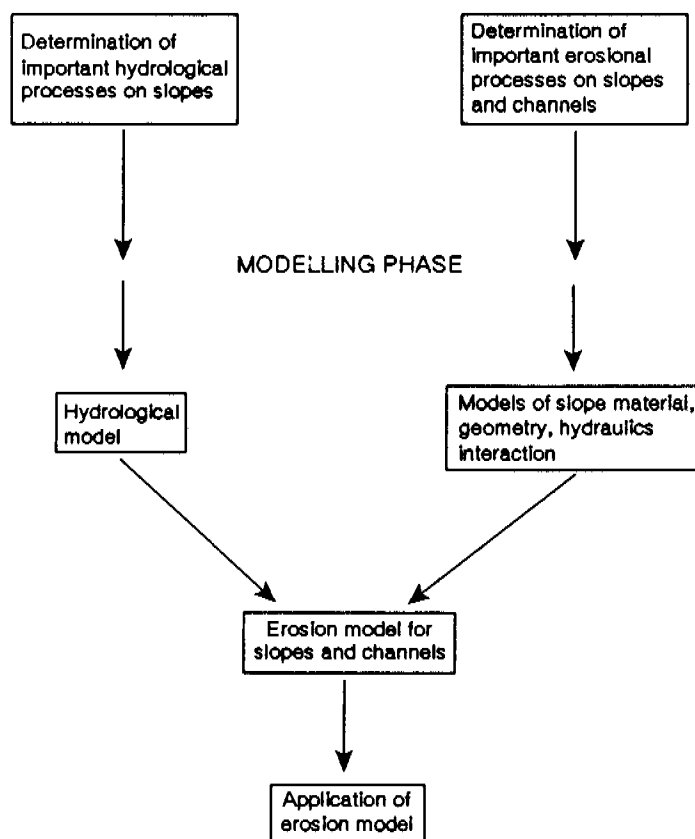 Determination of
important hydrological
processes on slopes
Determination of
important erosional
processes on slopes
and channels
MODELLING PHASE
Hydrological
model
Models of slope material,
geometry, hydraulics
interaction
Erosion model for
slopes and channels
Application of
erosion model